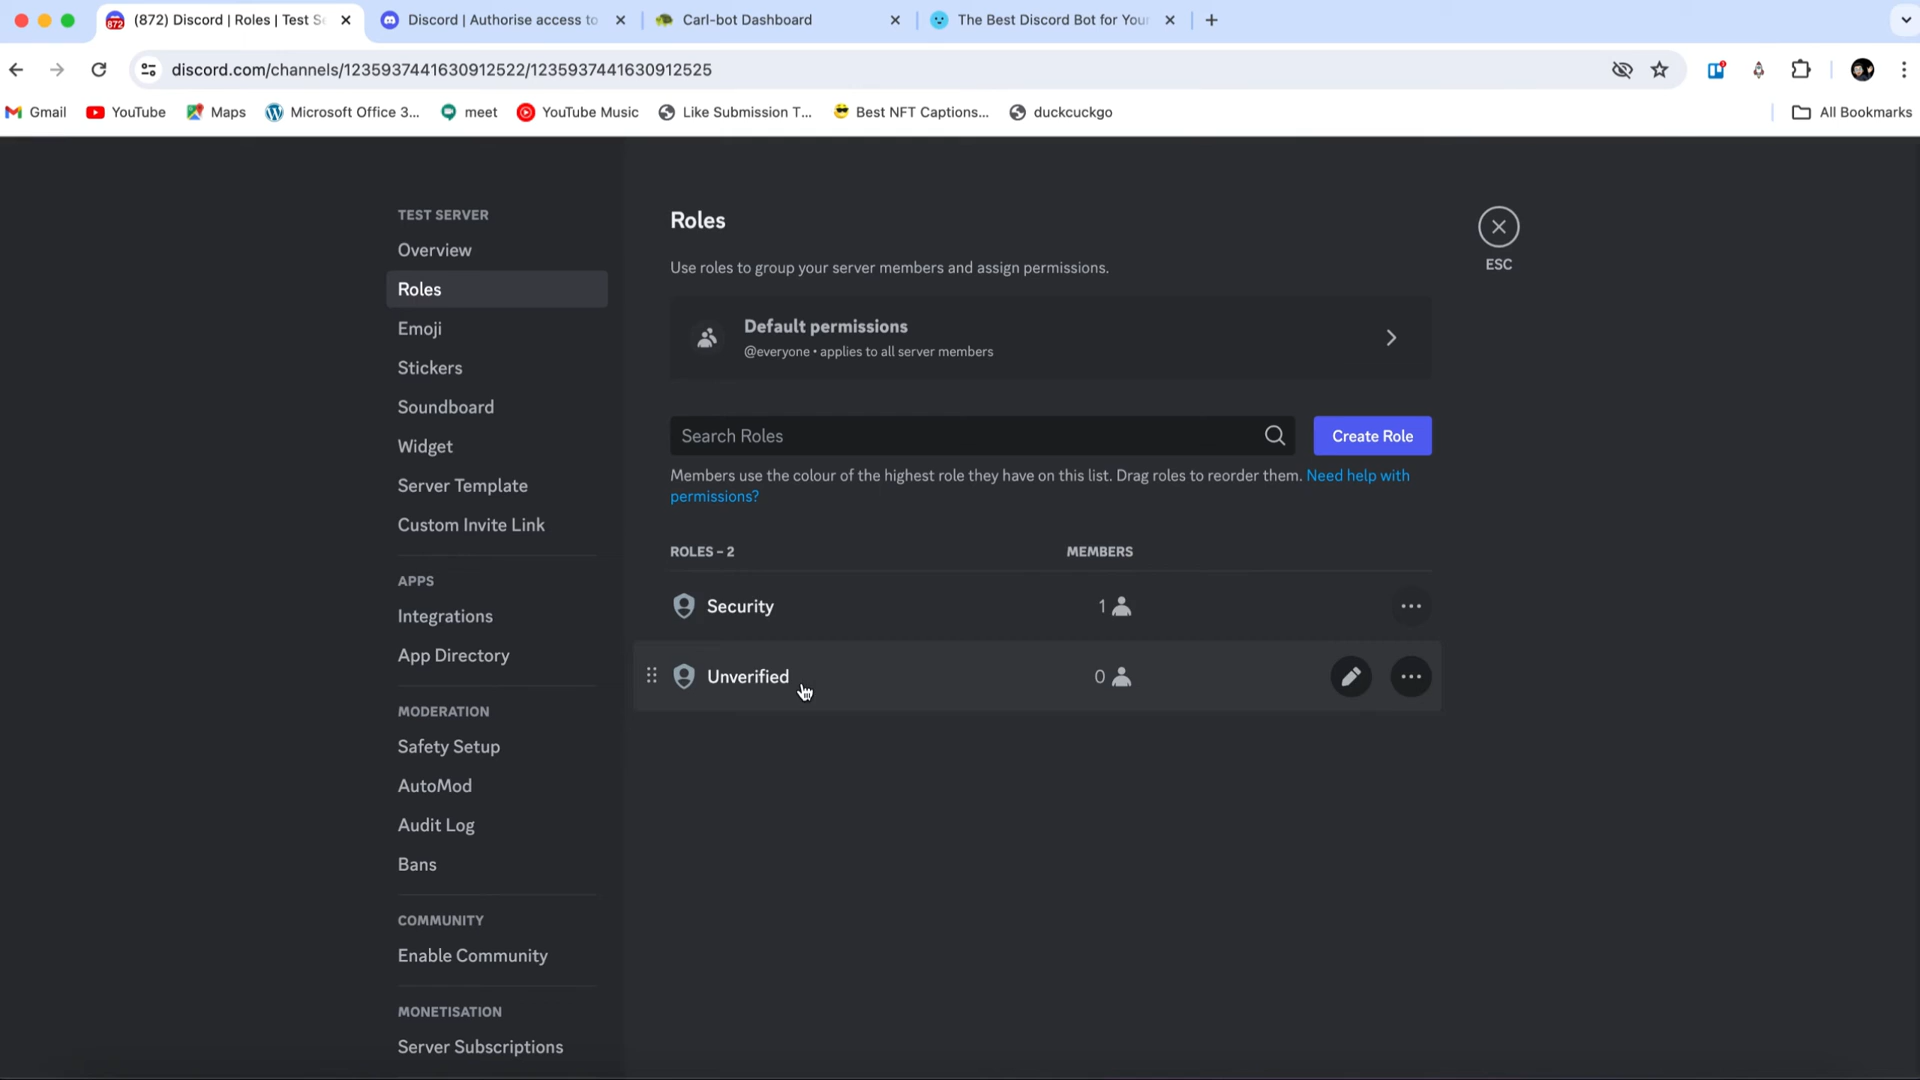 (872) Discord | Roles | Test Se
Discord | Authorise access to
Carl-bot Dashboard
The Best Discord Bot for Your
discord.com/channels/1235937441630912522/1235937441630912525
Gmail
YouTube
Maps
Microsoft Office 3...
meet
YouTube Music
Like Submission T...
Best NFT Captions...
duckcuckgo
All Bookmarks
TEST SERVER
Overview
Roles
Emoji
Stickers
Soundboard
Widget
Server Template
Custom Invite Link
APPS
Integrations
App Directory
MODERATION
Safety Setup
AutoMod
Audit Log
Bans
COMMUNITY
Enable Community
MONETISATION
Server Subscriptions
Roles
Use roles to group your server members and assign permissions.
Default permissions
@everyone • applies to all server members
Search Roles
Create Role
Members use the colour of the highest role they have on this list. Drag roles to reorder them. Need help with
permissions?
ROLES – 2
MEMBERS
Security
1
Unverified
0
ESC